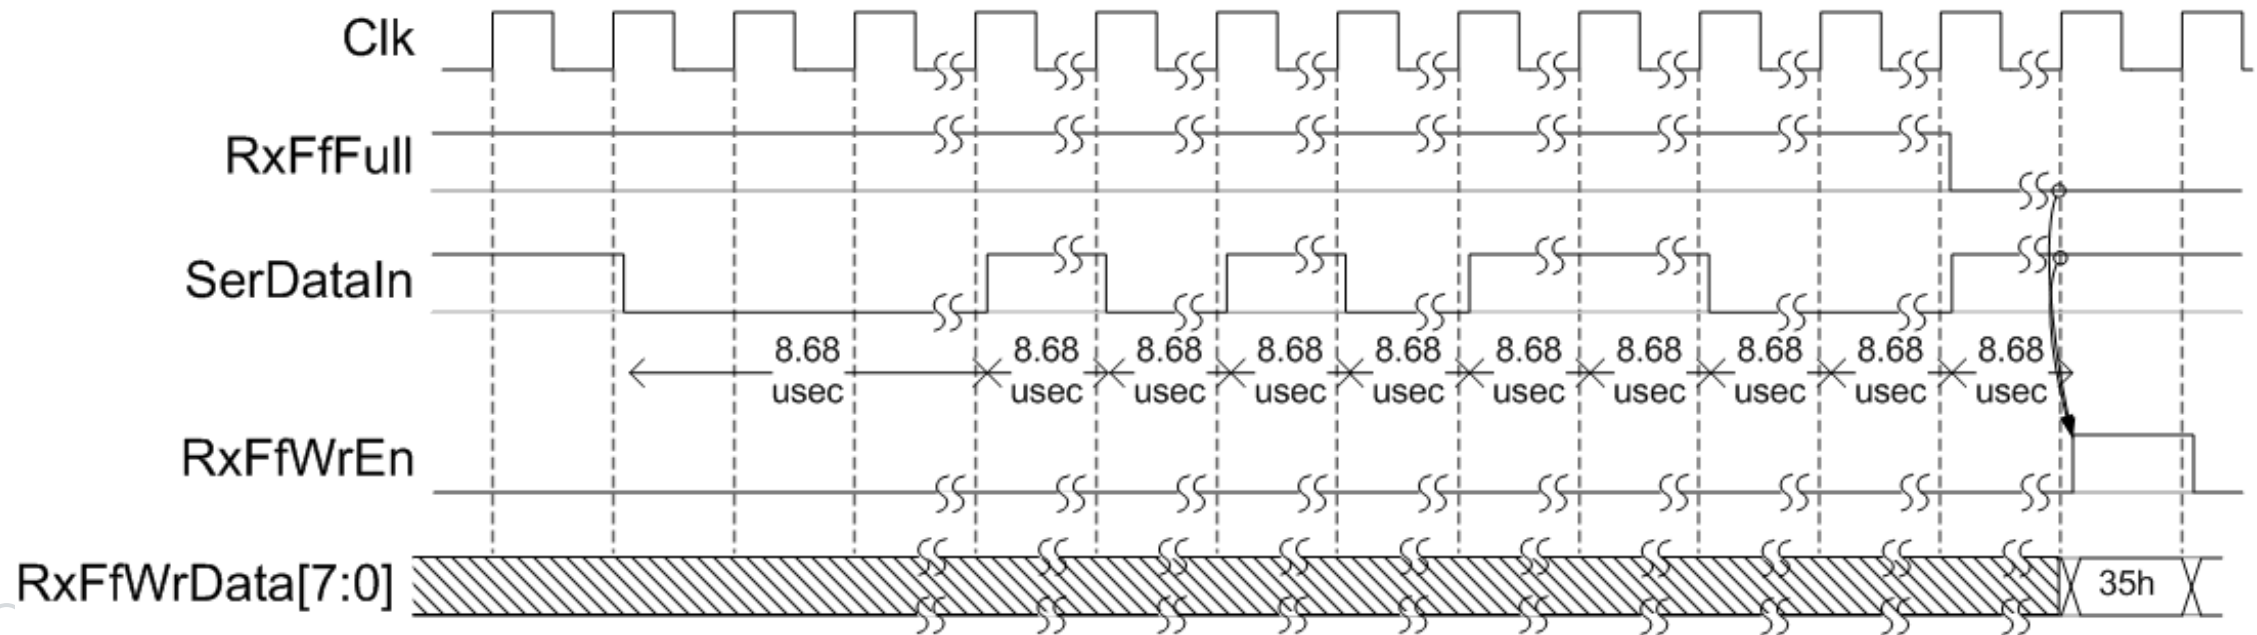 Clk
RxFfFull
SerDataIn
8.68 8.68 8.68 8.68 8.68 8.68 8.68 8.68 8.68 8.68
usec usec usec usec usec usec usec usec usec usec
RxFfWrEn
RxFfWrData[7:0] 35h